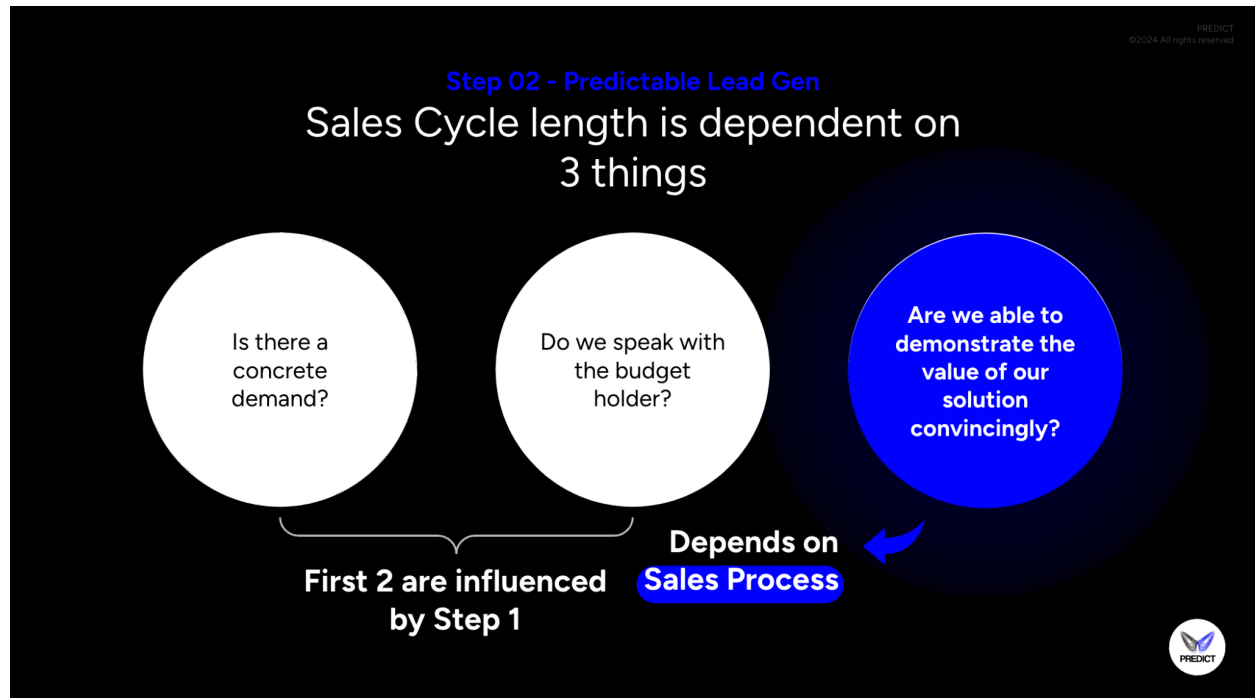 PREDICT
©2024 All rights reserved
Step 02 - Predictable Lead Gen
Sales Cycle length is dependent on
3 things
Is there a
concrete
demand?
Do we speak with
the budget
holder?
Are we able to
demonstrate the
value of our
solution
convincingly?
First 2 are influenced
by Step 1
Depends on
Sales Process
PREDICT